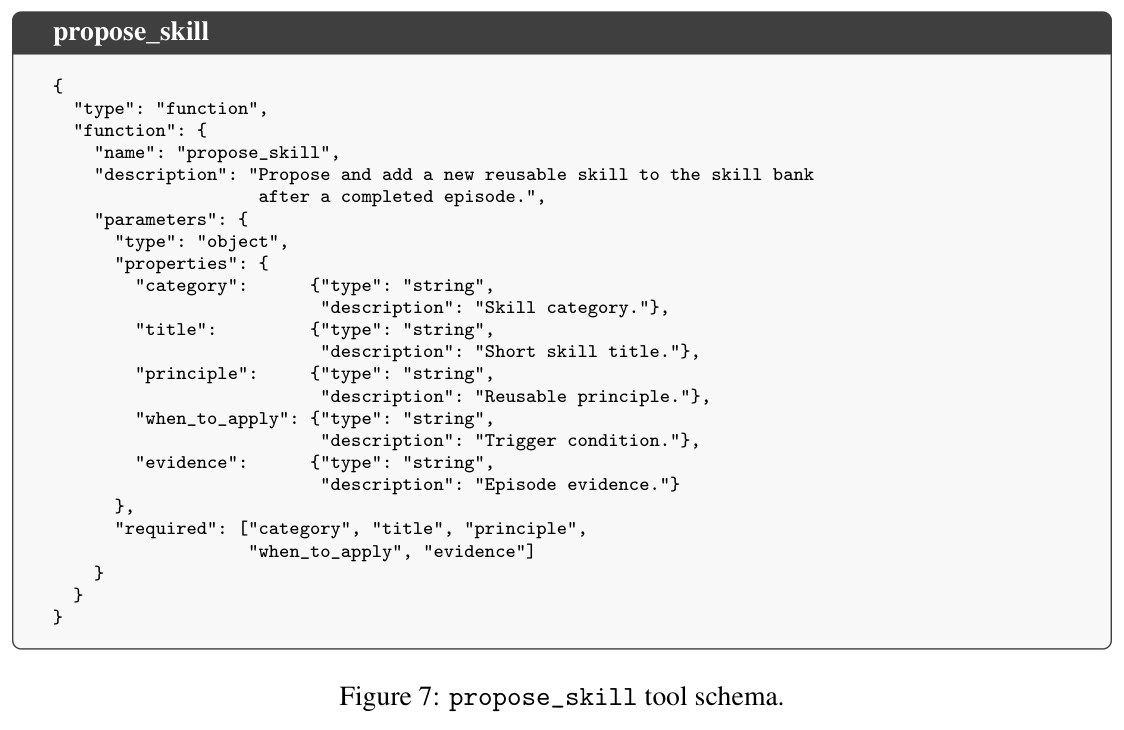 propose_skill
{
  "type": "function",
  "function": {
    "name": "propose_skill",
    "description": "Propose and add a new reusable skill to the skill bank
                    after a completed episode.",
    "parameters": {
      "type": "object",
      "properties": {
        "category":      {"type": "string",
                          "description": "Skill category."},
        "title":         {"type": "string",
                          "description": "Short skill title."},
        "principle":     {"type": "string",
                          "description": "Reusable principle."},
        "when_to_apply": {"type": "string",
                          "description": "Trigger condition."},
        "evidence":      {"type": "string",
                          "description": "Episode evidence."}
      },
      "required": ["category", "title", "principle",
                   "when_to_apply", "evidence"]
    }
  }
}
Figure 7: propose_skill tool schema.